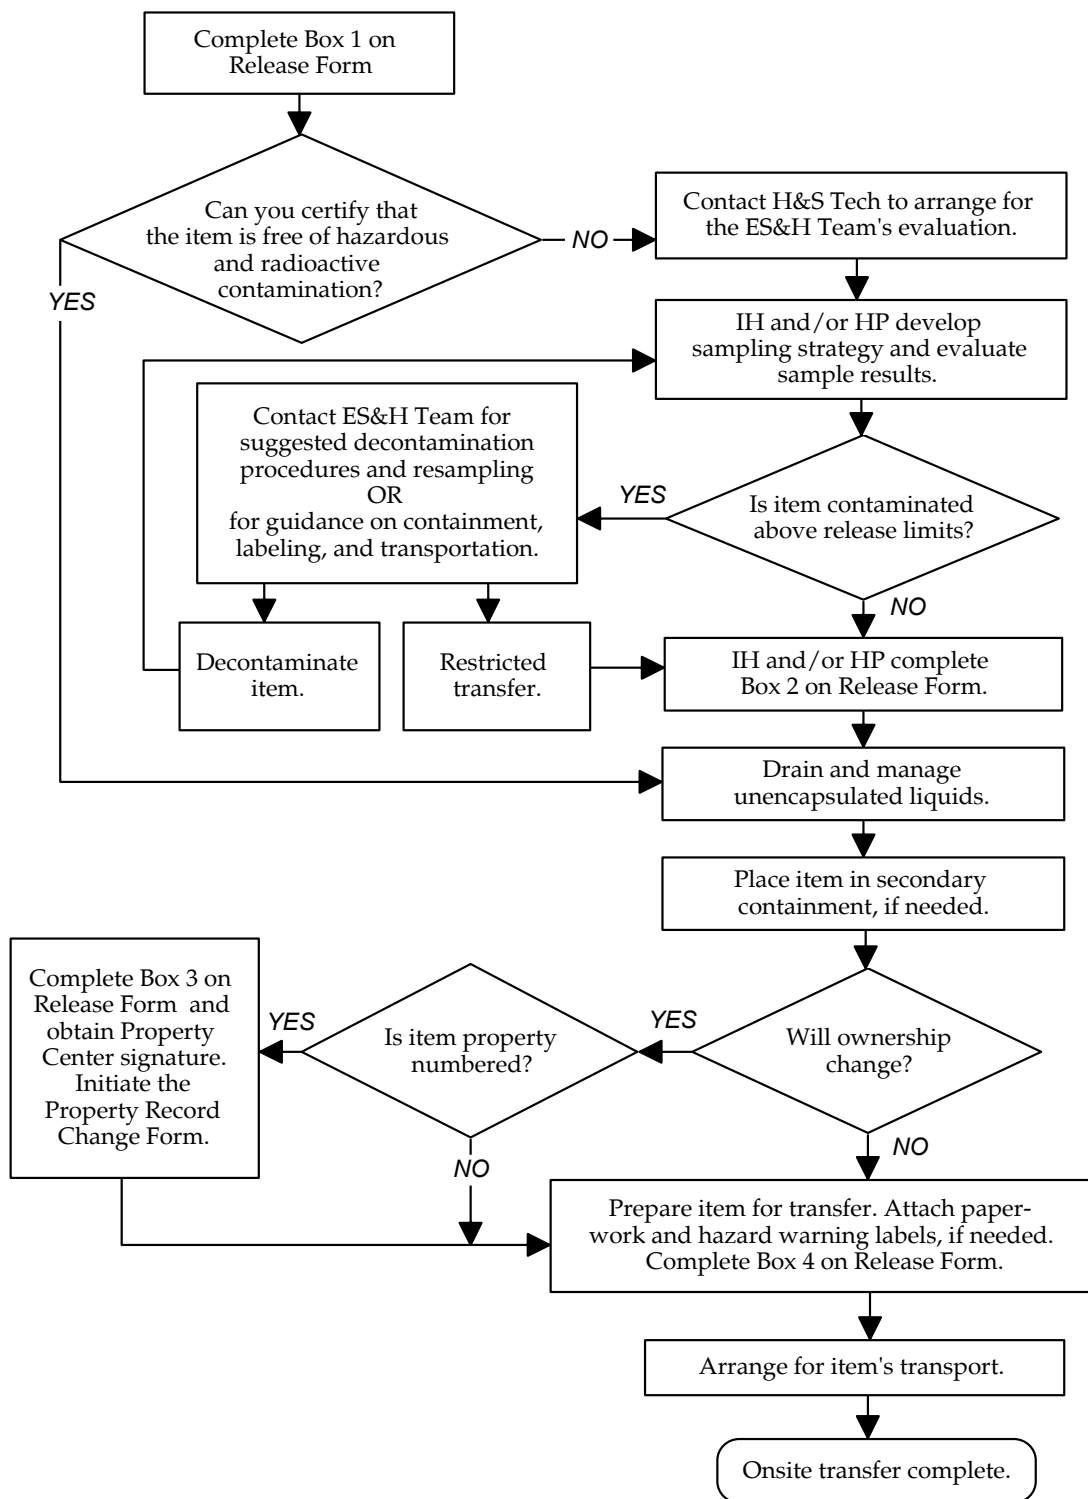 Complete Box 1 on
Release Form
Can you certify that
the item is free of hazardous
and radioactive
contamination?
NO
YES
Contact H&S Tech to arrange for
the ES&H Team's evaluation.
IH and/or HP develop
sampling strategy and evaluate
sample results.
Contact ES&H Team for
suggested decontamination
procedures and resampling
OR
for guidance on containment,
labeling, and transportation.
YES
Is item contaminated
above release limits?
NO
Decontaminate
item.
Restricted
transfer.
IH and/or HP complete
Box 2 on Release Form.
Drain and manage
unencapsulated liquids.
Place item in secondary
containment, if needed.
Complete Box 3 on
Release Form and
obtain Property
Center signature.
Initiate the
Property Record
Change Form.
YES
Is item property
numbered?
YES
Will ownership
change?
NO
NO
Prepare item for transfer. Attach paper-
work and hazard warning labels, if needed.
Complete Box 4 on Release Form.
Arrange for item's transport.
Onsite transfer complete.